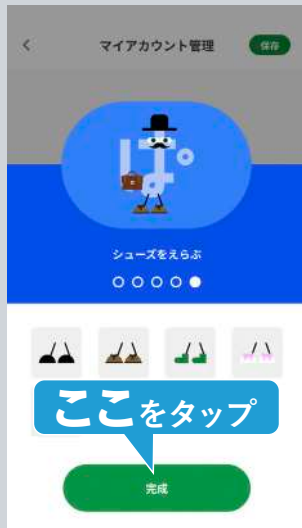 マイアカウント管理 保存
ぱ
シューズをえらぶ
ここをタップ
完成